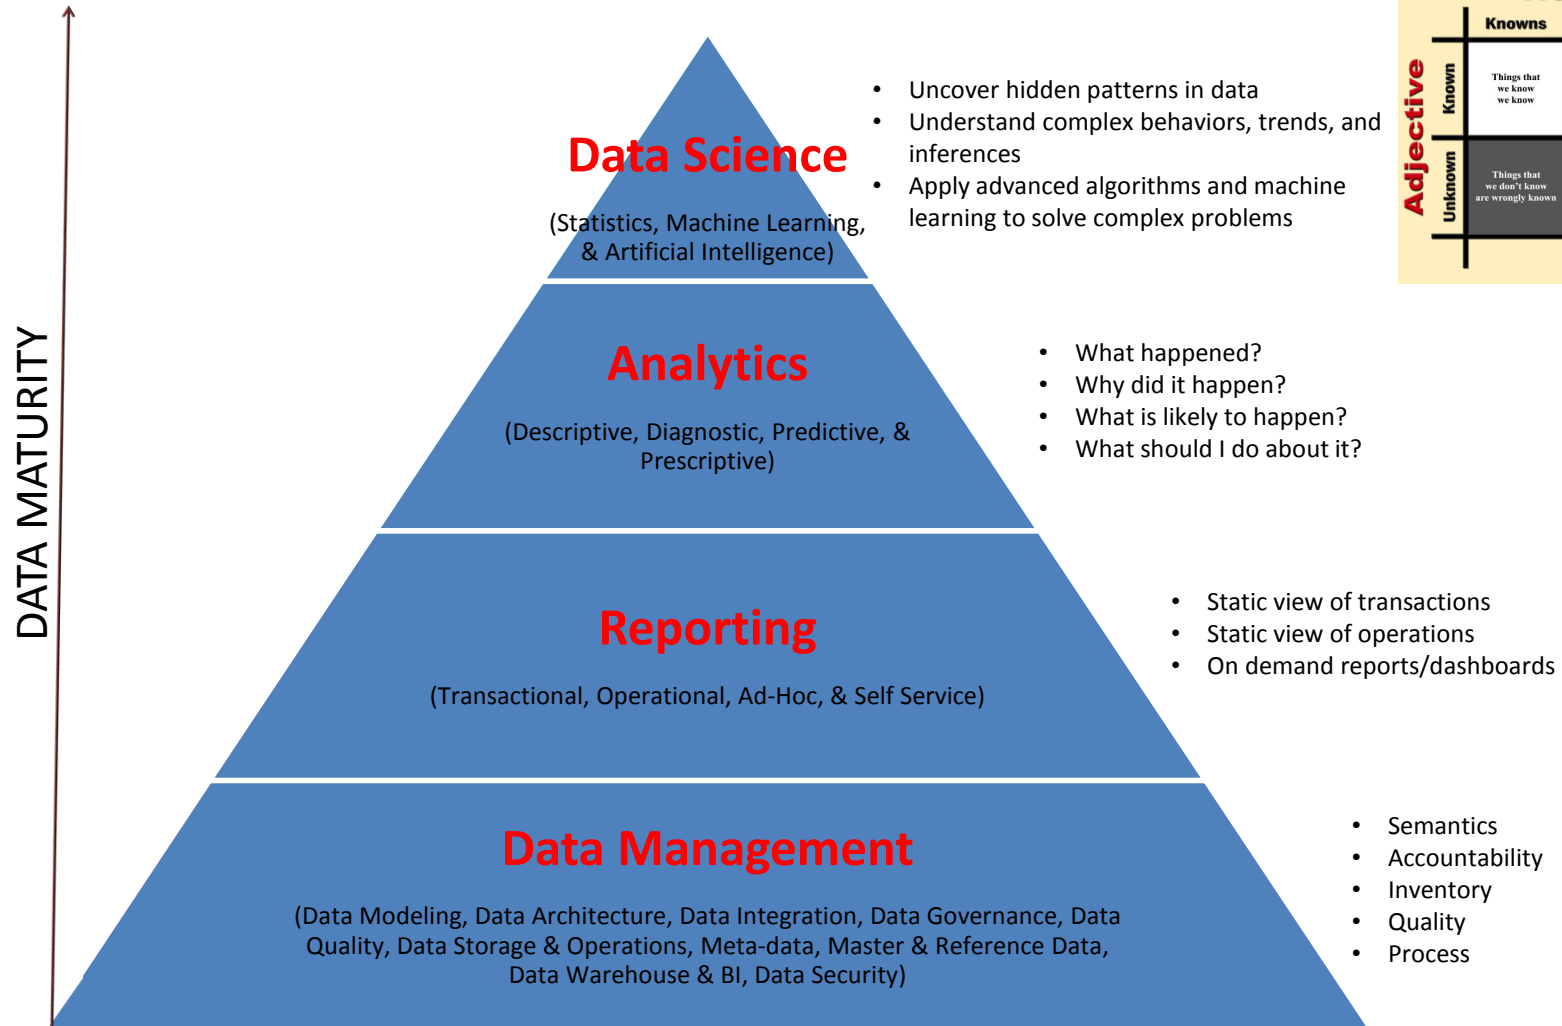 DATA MATURITY
Data Science
(Statistics, Machine Learning,
& Artificial Intelligence)
• Uncover hidden patterns in data
• Understand complex behaviors, trends, and
inferences
• Apply advanced algorithms and machine
learning to solve complex problems
Knowns
Adjective
Known
Things that
we know
we know
Unknown
Things that
we don't know
are wrongly known
Analytics
(Descriptive, Diagnostic, Predictive, &
Prescriptive)
• What happened?
• Why did it happen?
• What is likely to happen?
• What should I do about it?
Reporting
(Transactional, Operational, Ad-Hoc, & Self Service)
• Static view of transactions
• Static view of operations
• On demand reports/dashboards
Data Management
(Data Modeling, Data Architecture, Data Integration, Data Governance, Data
Quality, Data Storage & Operations, Meta-data, Master & Reference Data,
Data Warehouse & BI, Data Security)
• Semantics
• Accountability
• Inventory
• Quality
• Process